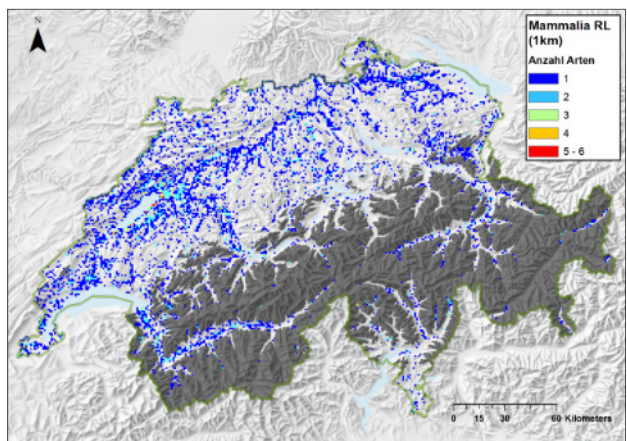 N
Mammalia RL
(1km)
Anzahl Arten
1
2
3
4
5 - 6
0 15 30 60 Kilometers